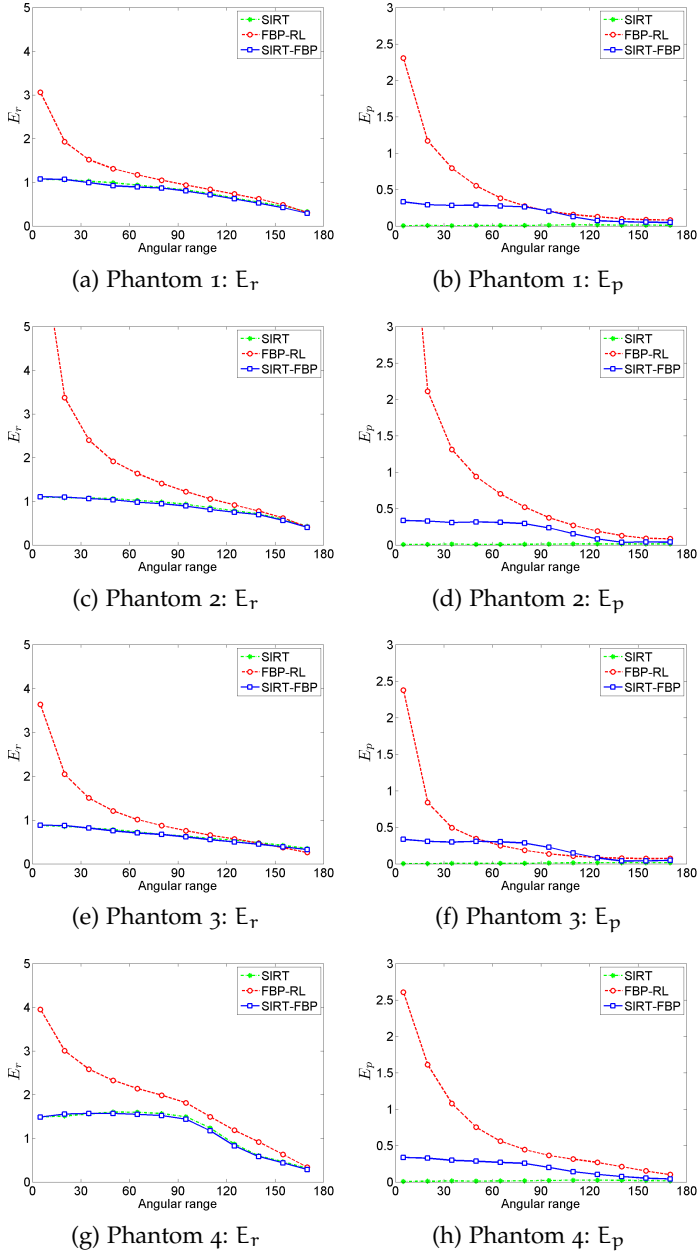 5
4
3
2
1
0
E_r
SIRT
FBP-RL
SIRT-FBP
0 30 60 90 120 150 180
Angular range
(a) Phantom 1: E_r
3
2.5
2
1.5
1
0.5
0
E_p
SIRT
FBP-RL
SIRT-FBP
0 30 60 90 120 150 180
Angular range
(b) Phantom 1: E_p
5
4
3
2
1
0
E_r
SIRT
FBP-RL
SIRT-FBP
0 30 60 90 120 150 180
Angular range
(c) Phantom 2: E_r
3
2.5
2
1.5
1
0.5
0
E_p
SIRT
FBP-RL
SIRT-FBP
0 30 60 90 120 150 180
Angular range
(d) Phantom 2: E_p
5
4
3
2
1
0
E_r
SIRT
FBP-RL
SIRT-FBP
0 30 60 90 120 150 180
Angular range
(e) Phantom 3: E_r
3
2.5
2
1.5
1
0.5
0
E_p
SIRT
FBP-RL
SIRT-FBP
0 30 60 90 120 150 180
Angular range
(f) Phantom 3: E_p
5
4
3
2
1
0
E_r
SIRT
FBP-RL
SIRT-FBP
0 30 60 90 120 150 180
Angular range
(g) Phantom 4: E_r
3
2.5
2
1.5
1
0.5
0
E_p
SIRT
FBP-RL
SIRT-FBP
0 30 60 90 120 150 180
Angular range
(h) Phantom 4: E_p